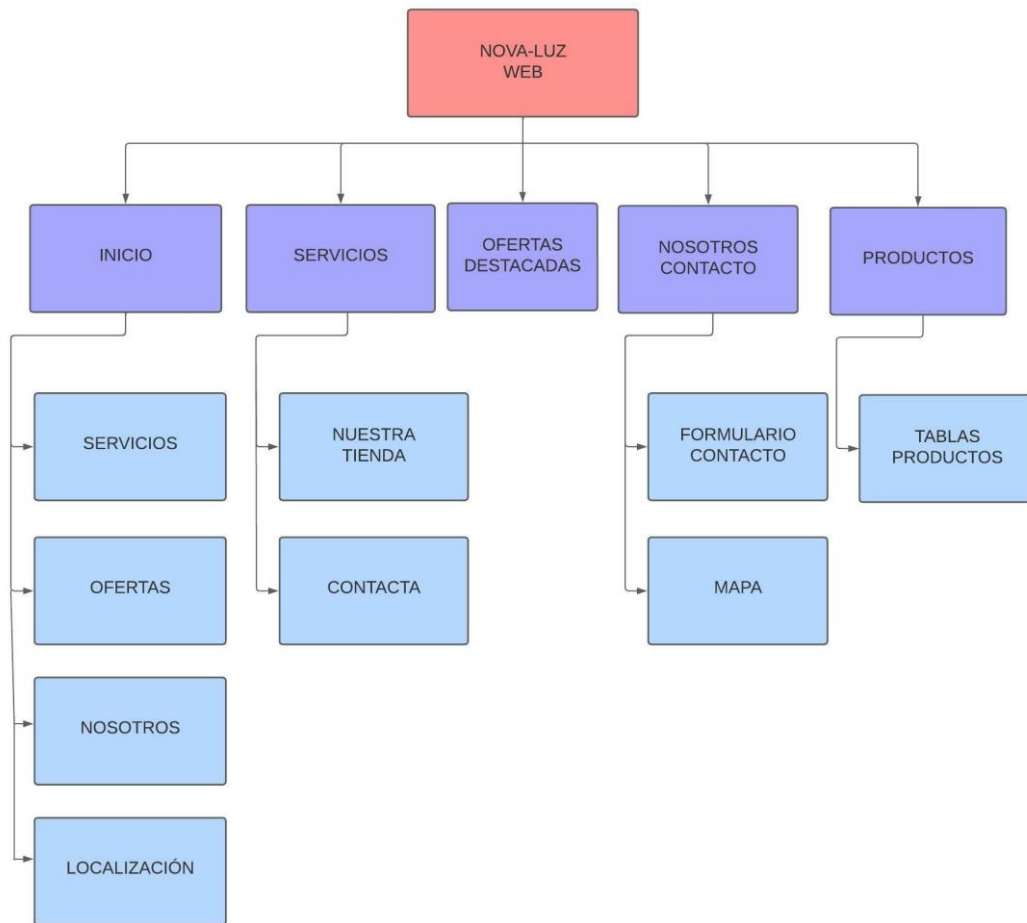 NOVA-LUZ
WEB
INICIO
SERVICIOS
OFERTAS
DESTACADAS
NOSOTROS
CONTACTO
PRODUCTOS
SERVICIOS
NUESTRA
TIENDA
FORMULARIO
CONTACTO
TABLAS
PRODUCTOS
OFERTAS
CONTACTA
MAPA
NOSOTROS
LOCALIZACIÓN